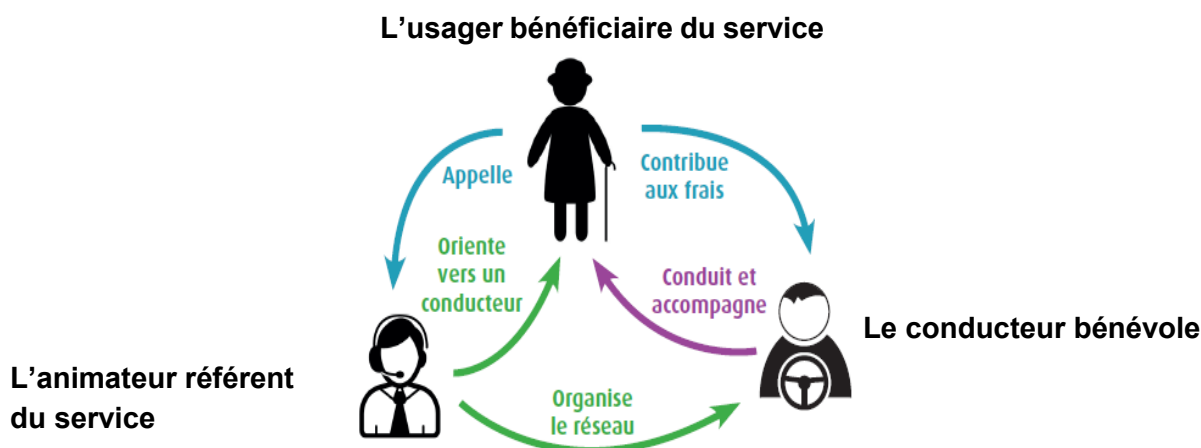 L’usager bénéficiaire du service
Appelle
Contribue
aux frais
Oriente
vers un
conducteur
Conduit et
accompagne
Le conducteur bénévole
L’animateur référent
du service
Organise
le réseau